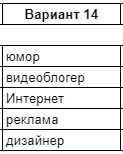 Вариант 14
юмор
видеоблогер
Интернет
реклама
дизайнер